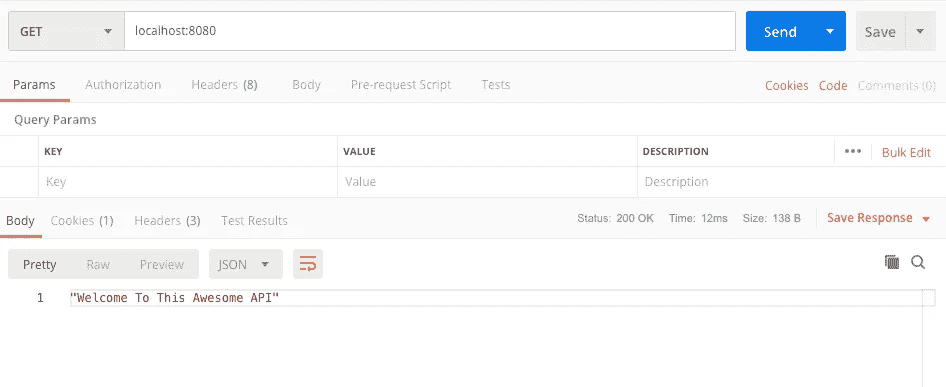 GET localhost:8080 Send Save
Params Authorization Headers (8) Body Pre-request Script Tests Cookies Code Comments (0)
Query Params
KEY VALUE DESCRIPTION ••• Bulk Edit
Key Value Description
Body Cookies (1) Headers (3) Test Results Status: 200 OK Time: 12ms Size: 138 B Save Response
Pretty Raw Preview JSON
1 "Welcome To This Awesome API"